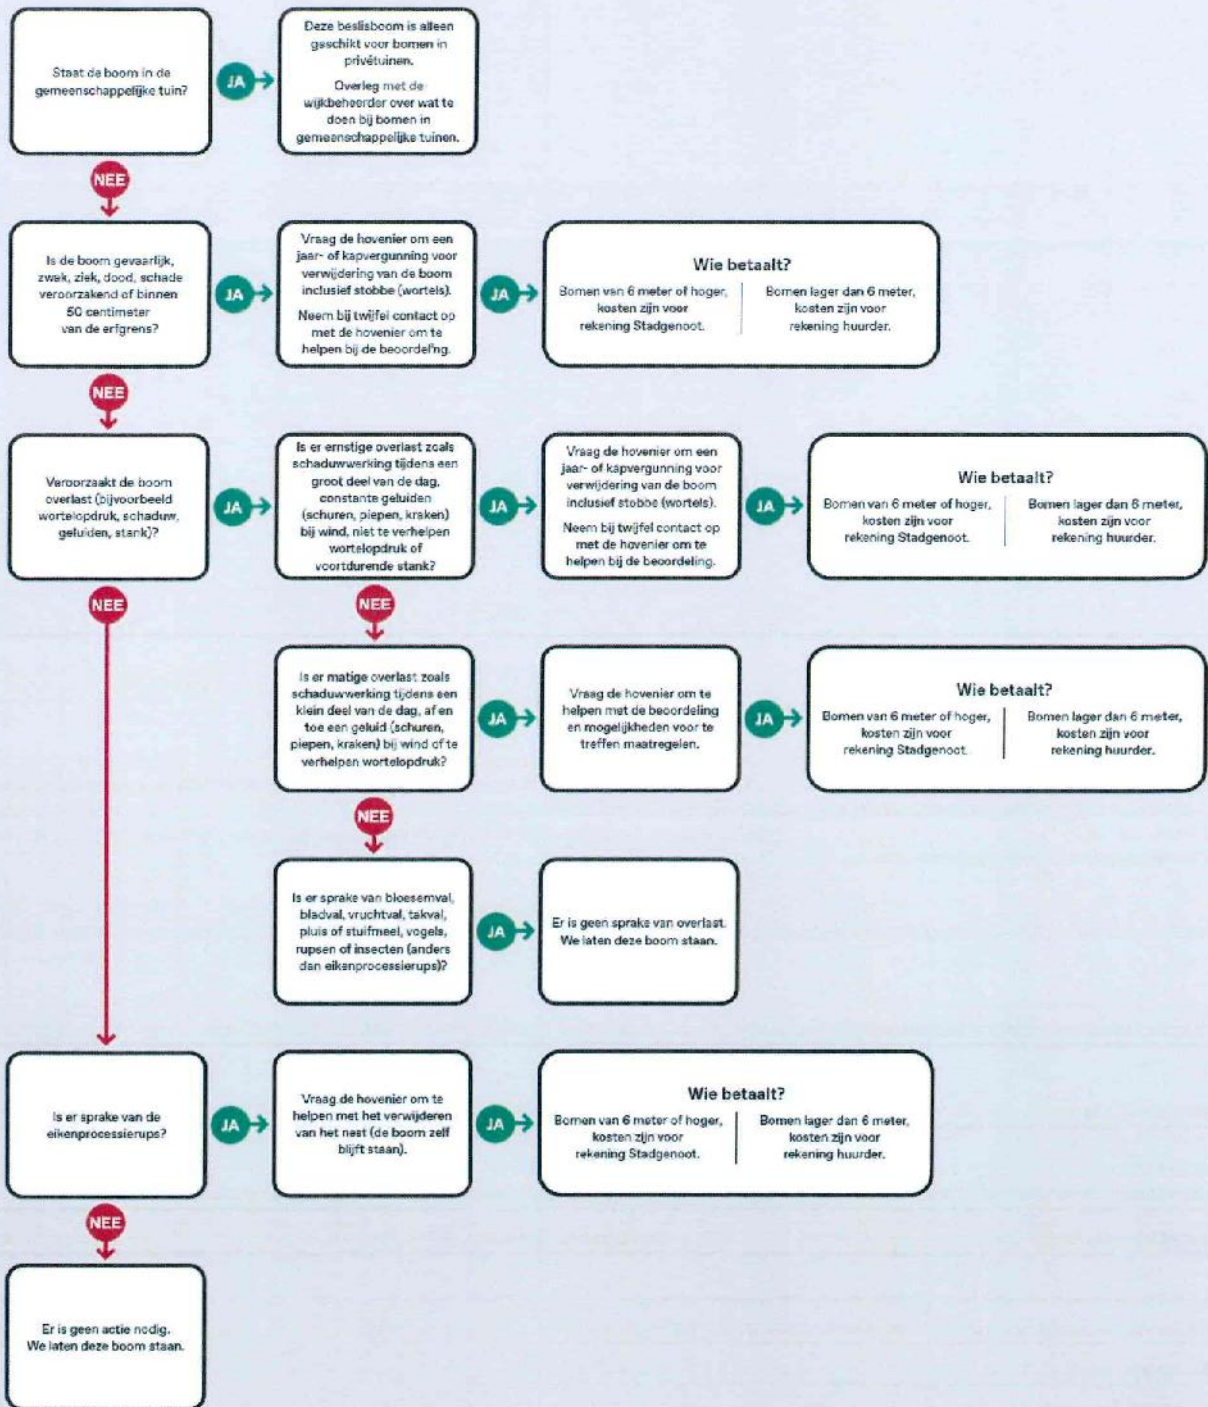 Staat de boom in de
gemeenschappelijke tuin?
JA
Deze beslisboom is alleen
geschikt voor bomen in
privétuinen.
Overleg met de
wijkbeheerder over wat te
doen bij bomen in
gemeenschappelijke tuinen.
NEE
Is de boom gevaarlijk,
zwak, ziek, dood, schade
veroorzakend of binnen
50 centimeter
van de erfgrens?
JA
Vraag de hovenier om een
jaar- of kapvergunning voor
verwijdering van de boom
inclusief stobbe (wortels).
Neem bij twijfel contact op
met de hovenier om te
helpen bij de beoordeling.
JA
Wie betaalt?
Bomen van 6 meter of hoger,
kosten zijn voor
rekening Stadgenoot.
Bomen lager dan 6 meter,
kosten zijn voor
rekening huurder.
NEE
Veroorzaakt de boom
overlast (bijvoorbeeld
wortelopdruk, schaduw,
geluiden, stank)?
JA
Is er ernstige overlast zoals
schaduwwerking tijdens een
groot deel van de dag,
constante geluiden
(schuren, piepen, kraken)
bij wind, niet te verhelpen
wortelopdruk of
voortdurende stank?
JA
Vraag de hovenier om een
jaar- of kapvergunning voor
verwijdering van de boom
inclusief stobbe (wortels).
Neem bij twijfel contact op
met de hovenier om te
helpen bij de beoordeling.
JA
Wie betaalt?
Bomen van 6 meter of hoger,
kosten zijn voor
rekening Stadgenoot.
Bomen lager dan 6 meter,
kosten zijn voor
rekening huurder.
NEE
NEE
Is er matige overlast zoals
schaduwwerking tijdens een
klein deel van de dag, af en
toe een geluid (schuren,
piepen, kraken) bij wind of te
verhelpen wortelopdruk?
JA
Vraag de hovenier om te
helpen met de beoordeling
en mogelijkheden voor te
treffen maatregelen.
JA
Wie betaalt?
Bomen van 6 meter of hoger,
kosten zijn voor
rekening Stadgenoot.
Bomen lager dan 6 meter,
kosten zijn voor
rekening huurder.
NEE
Is er sprake van bloesemval,
bladval, vruchtval, takval,
pluis of stuifmeel, vogels,
rupsen of insecten (anders
dan eikenprocessierups)?
JA
Er is geen sprake van overlast.
We laten deze boom staan.
Is er sprake van de
eikenprocessierups?
JA
Vraag de hovenier om te
helpen met het verwijderen
van het nest (de boom zelf
blijft staan).
JA
Wie betaalt?
Bomen van 6 meter of hoger,
kosten zijn voor
rekening Stadgenoot.
Bomen lager dan 6 meter,
kosten zijn voor
rekening huurder.
NEE
Er is geen actie nodig.
We laten deze boom staan.